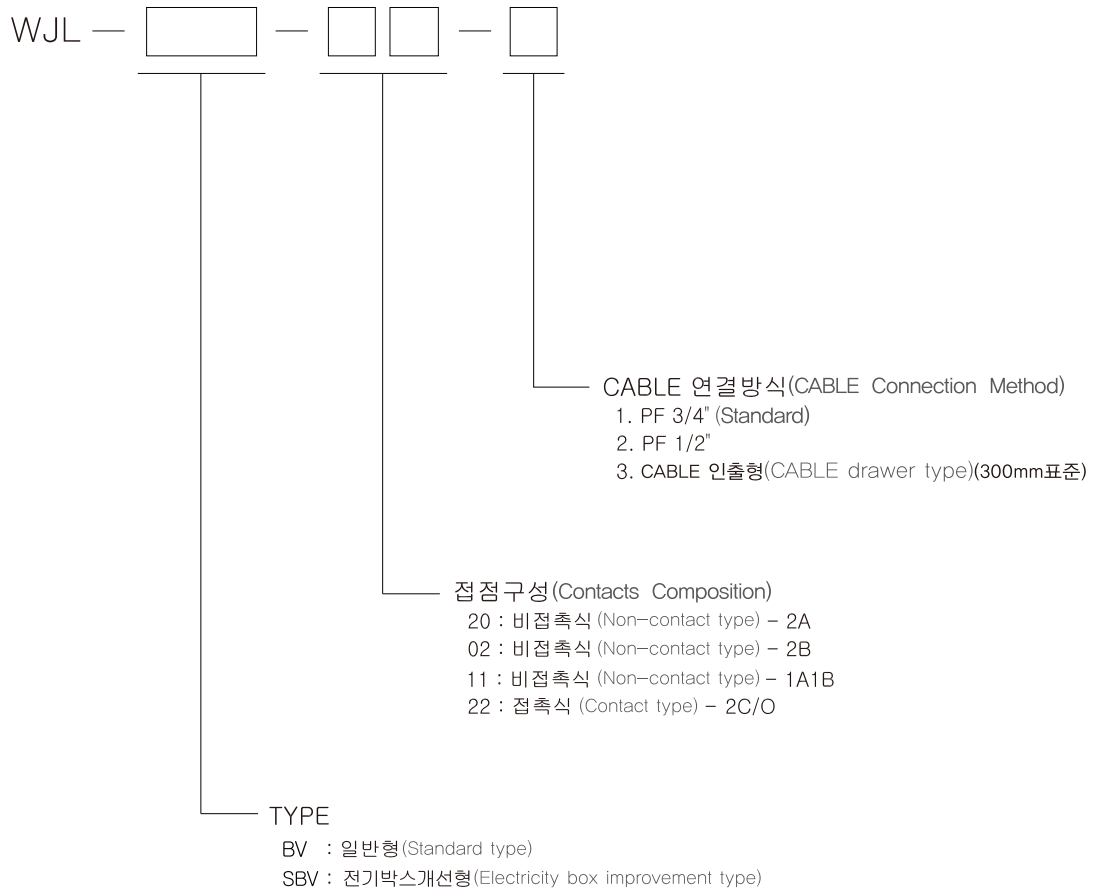 WJL — □ — □□ — □
CABLE 연결방식(CABLE Connection Method)
1. PF 3/4" (Standard)
2. PF 1/2"
3. CABLE 인출형(CABLE drawer type)(300mm표준)
접점구성(Contacts Composition)
20 : 비접촉식 (Non-contact type) - 2A
02 : 비접촉식 (Non-contact type) - 2B
11 : 비접촉식 (Non-contact type) - 1A1B
22 : 접촉식 (Contact type) - 2C/O
TYPE
BV : 일반형(Standard type)
SBV : 전기박스개선형(Electricity box improvement type)